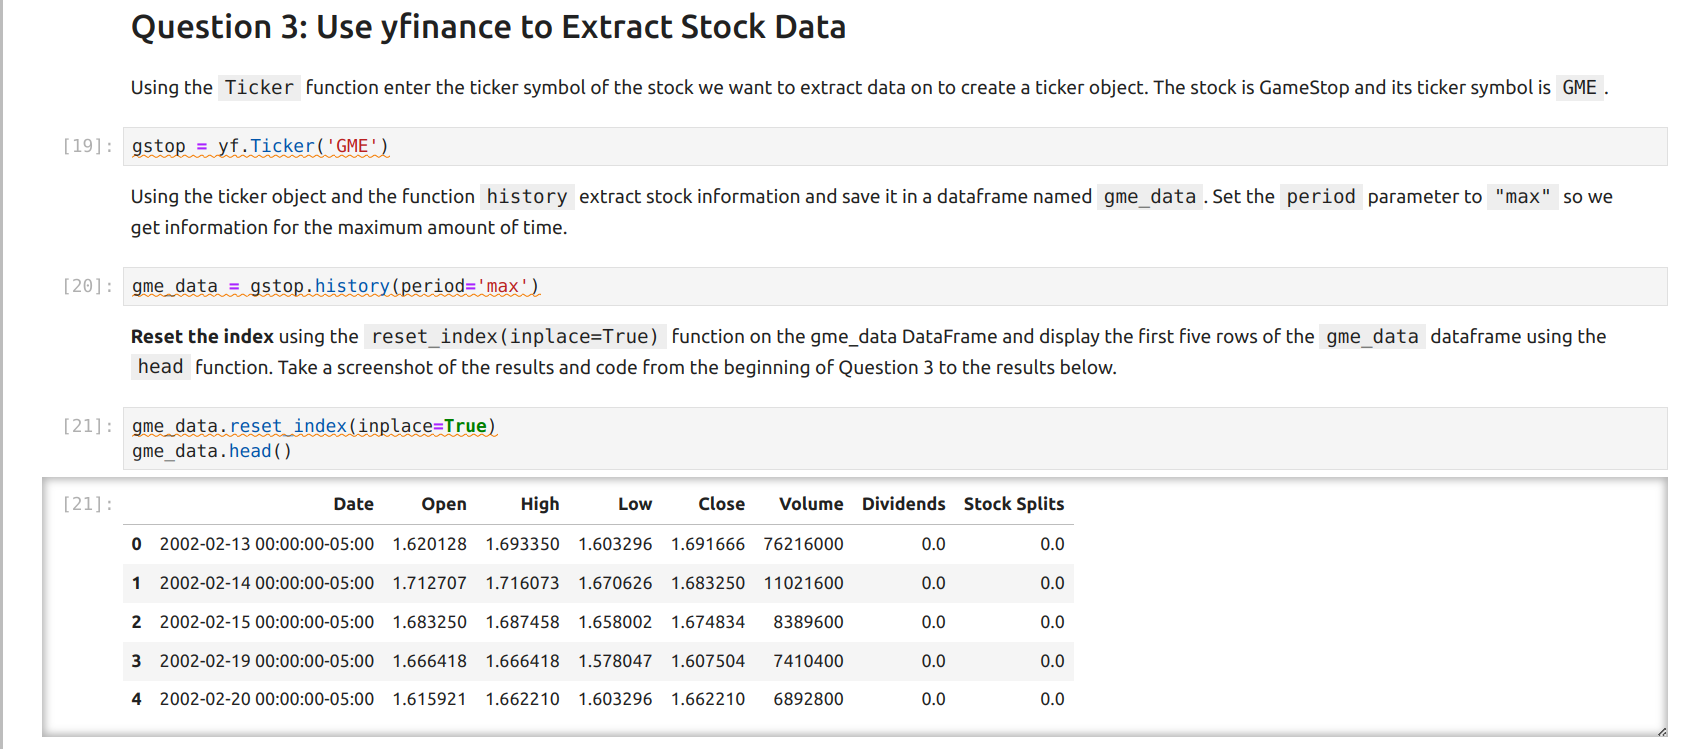 Question 3: Use yfinance to Extract Stock Data
Using the Ticker function enter the ticker symbol of the stock we want to extract data on to create a ticker object. The stock is GameStop and its ticker symbol is GME .
[19]: gstop = yf.Ticker('GME')
Using the ticker object and the function history extract stock information and save it in a dataframe named gme_data . Set the period parameter to "max" so we
get information for the maximum amount of time.
[20]: gme_data = gstop.history(period='max')
Reset the index using the reset_index(inplace=True) function on the gme_data DataFrame and display the first five rows of the gme_data dataframe using the
head function. Take a screenshot of the results and code from the beginning of Question 3 to the results below.
[21]: gme_data.reset_index(inplace=True)
gme_data.head()
[21]: Date Open High Low Close Volume Dividends Stock Splits
0 2002-02-13 00:00:00-05:00 1.620128 1.693350 1.603296 1.691666 76216000 0.0 0.0
1 2002-02-14 00:00:00-05:00 1.712707 1.716073 1.670626 1.683250 11021600 0.0 0.0
2 2002-02-15 00:00:00-05:00 1.683250 1.687458 1.658002 1.674834 8389600 0.0 0.0
3 2002-02-19 00:00:00-05:00 1.666418 1.666418 1.578047 1.607504 7410400 0.0 0.0
4 2002-02-20 00:00:00-05:00 1.615921 1.662210 1.603296 1.662210 6892800 0.0 0.0